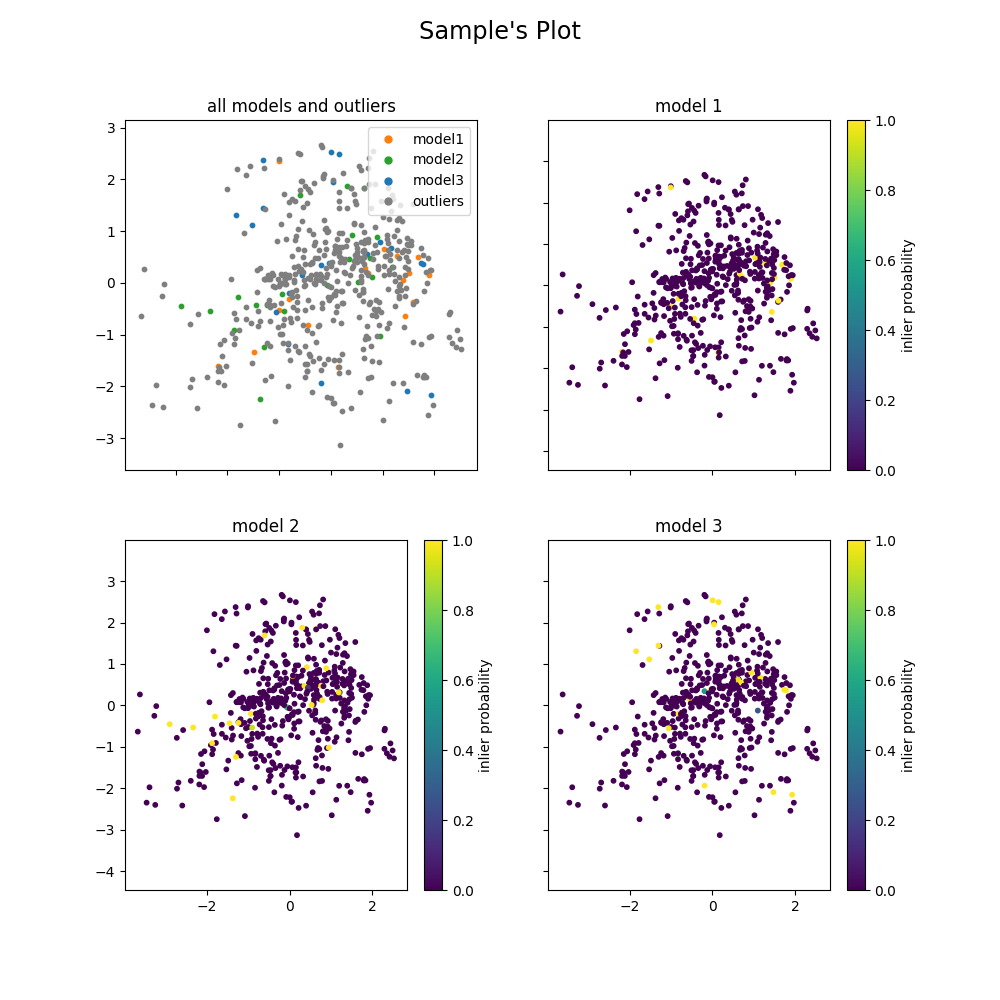 Sample's Plot
all models and outliers
model 1
3
2
1
0
−1
−2
−3
model1
model2
model3
outliers
1.0
0.8
0.6
0.4
0.2
0.0
inlier probability
model 2
model 3
3
2
1
0
−1
−2
−3
−4
−2 0 2
1.0
0.8
0.6
0.4
0.2
0.0
inlier probability
−2 0 2
1.0
0.8
0.6
0.4
0.2
0.0
inlier probability